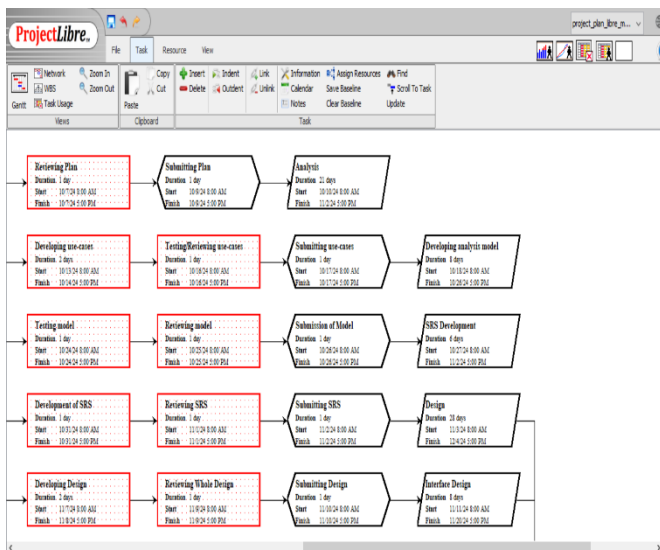 project_plan_libre_m...
ProjectLibre
File Task Resource View
Network Zoom In Copy Insert Indent Link Information Assign Resources Find
WBS Zoom Out Cut Delete Outdent Unlink Calendar Save Baseline Scroll To Task
Gantt Task Usage Paste Notes Clear Baseline Update
Views Clipboard Task
Reviewing Plan
Duration 1 day
Start 10/7/24 8:00 AM
Finish 10/7/24 5:00 PM
Submitting Plan
Duration 1 day
Start 10/9/24 8:00 AM
Finish 10/9/24 5:00 PM
Analysis
Duration 21 days
Start 10/10/24 8:00 AM
Finish 11/2/24 5:00 PM
Developing use-cases
Duration 2 days
Start 10/13/24 8:00 AM
Finish 10/14/24 5:00 PM
Testing/Reviewing use-cases
Duration 1 day
Start 10/16/24 8:00 AM
Finish 10/16/24 5:00 PM
Submitting use-cases
Duration 1 day
Start 10/17/24 8:00 AM
Finish 10/17/24 5:00 PM
Developing analysis model
Duration 8 days
Start 10/18/24 8:00 AM
Finish 10/26/24 5:00 PM
Testing model
Duration 1 day
Start 10/24/24 8:00 AM
Finish 10/24/24 5:00 PM
Reviewing model
Duration 1 day
Start 10/25/24 8:00 AM
Finish 10/25/24 5:00 PM
Submission of Model
Duration 1 day
Start 10/26/24 8:00 AM
Finish 10/26/24 5:00 PM
SRS Development
Duration 6 days
Start 10/27/24 8:00 AM
Finish 11/2/24 5:00 PM
Development of SRS
Duration 1 day
Start 10/31/24 8:00 AM
Finish 10/31/24 5:00 PM
Reviewing SRS
Duration 1 day
Start 11/1/24 8:00 AM
Finish 11/1/24 5:00 PM
Submitting SRS
Duration 1 day
Start 11/2/24 8:00 AM
Finish 11/2/24 5:00 PM
Design
Duration 28 days
Start 11/3/24 8:00 AM
Finish 12/4/24 5:00 PM
Developing Design
Duration 2 days
Start 11/7/24 8:00 AM
Finish 11/8/24 5:00 PM
Reviewing Whole Design
Duration 1 day
Start 11/9/24 8:00 AM
Finish 11/9/24 5:00 PM
Submitting Design
Duration 1 day
Start 11/10/24 8:00 AM
Finish 11/10/24 5:00 PM
Interface Design
Duration 8 days
Start 11/11/24 8:00 AM
Finish 11/20/24 5:00 PM